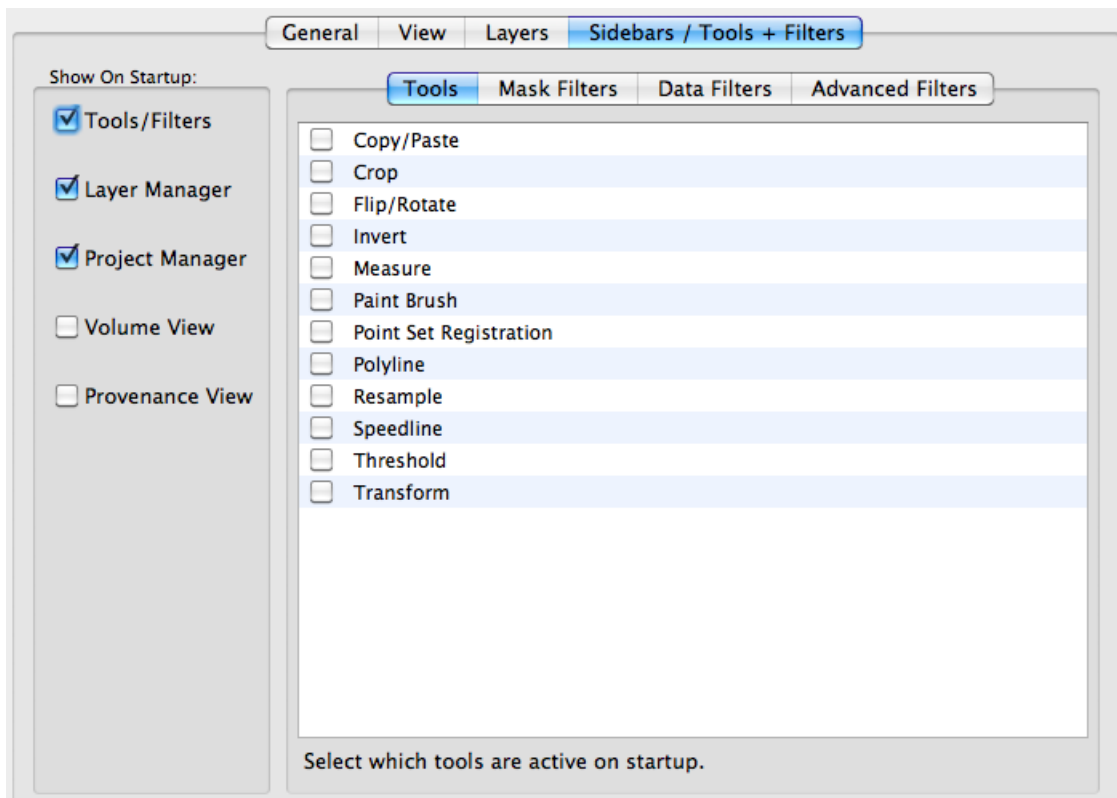 General View Layers Sidebars / Tools + Filters
Show On Startup:
Tools/Filters
Layer Manager
Project Manager
Volume View
Provenance View
Tools Mask Filters Data Filters Advanced Filters
Copy/Paste
Crop
Flip/Rotate
Invert
Measure
Paint Brush
Point Set Registration
Polyline
Resample
Speedline
Threshold
Transform
Select which tools are active on startup.